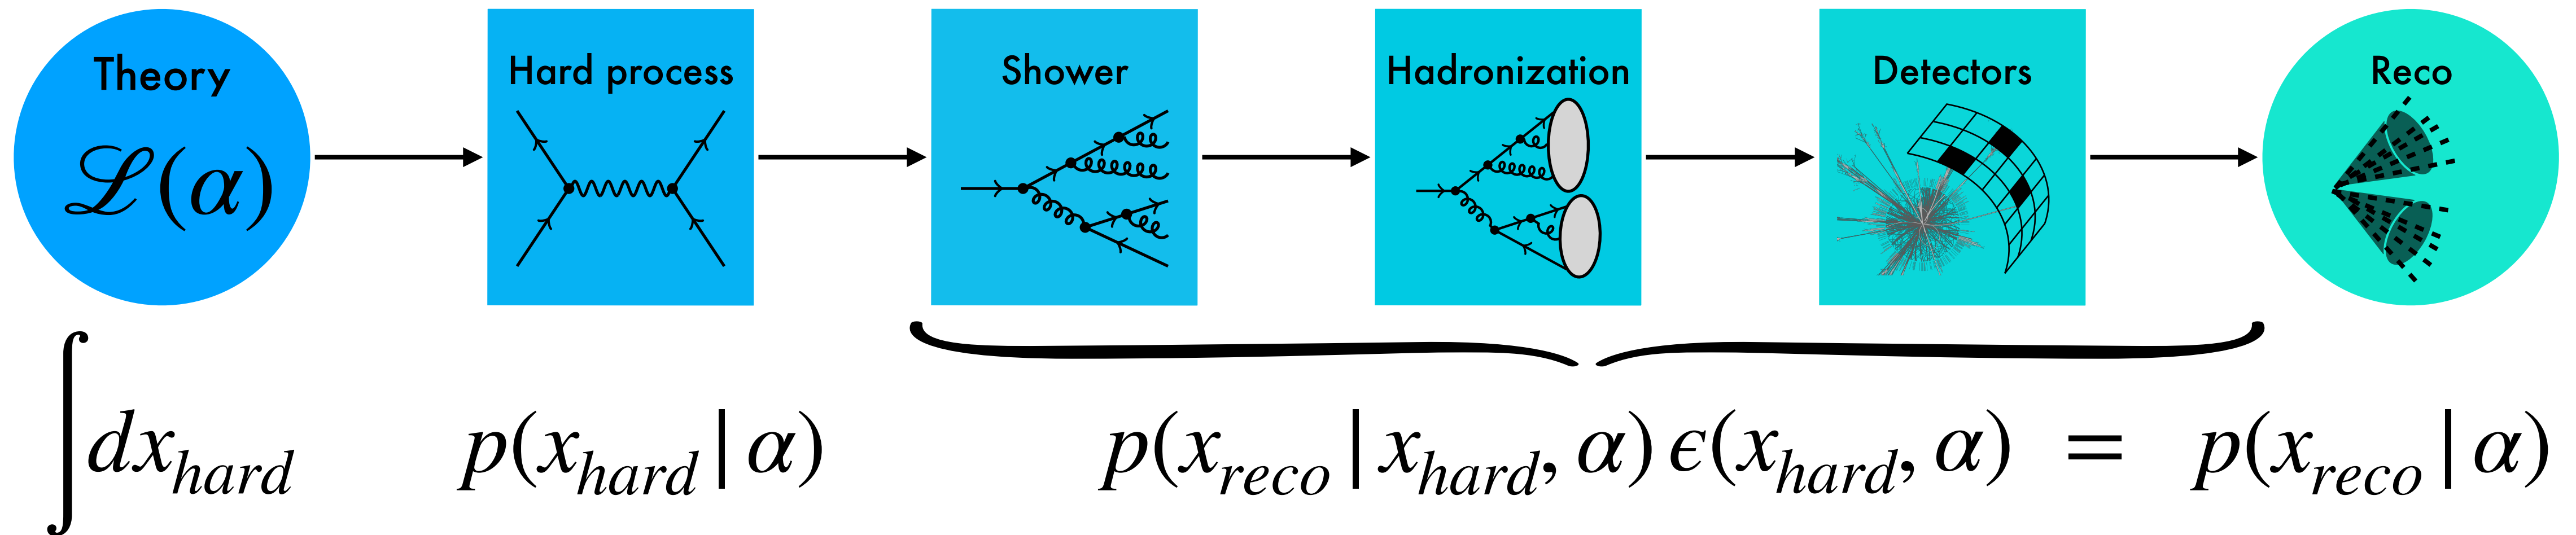 Theory
ℒ(α)
Hard process
Shower
Hadronization
Detectors
Reco
∫dx_hard p(x_hard | α) p(x_reco | x_hard, α) ϵ(x_hard, α) = p(x_reco | α)